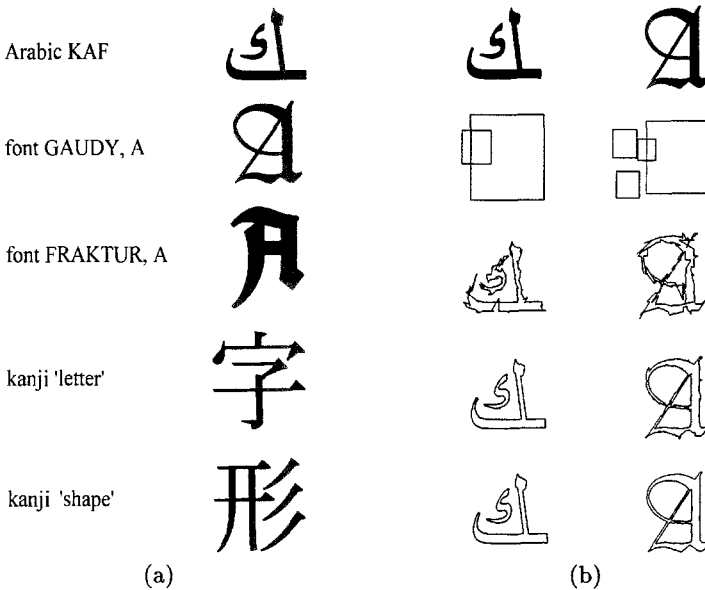 Arabic KAF ك ك A
font GAUDY, A A
font FRAKTUR, A A
kanji 'letter' 字 ك A
kanji 'shape' 形 ك A
(a) (b)